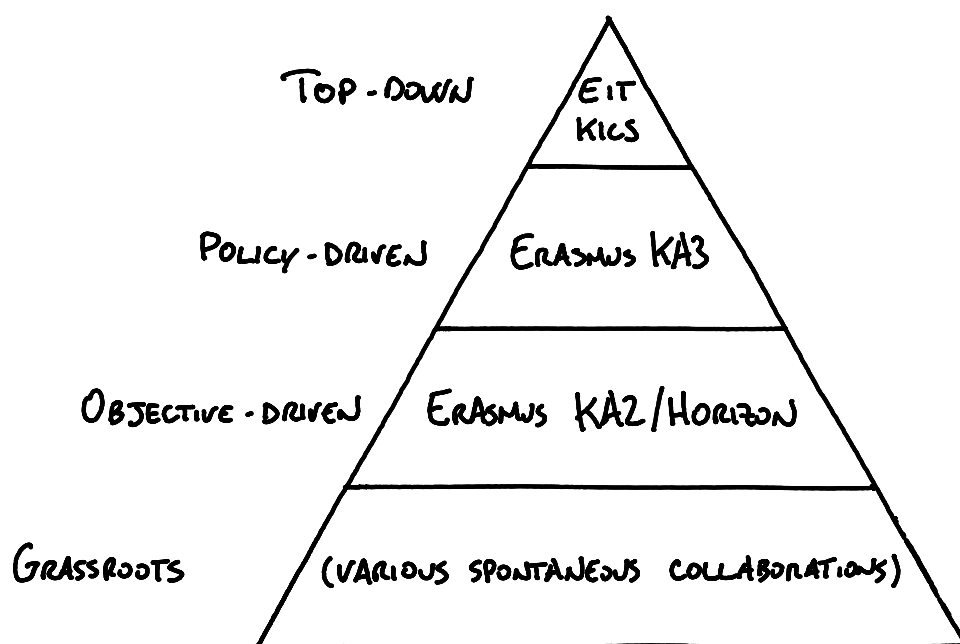 TOP-DOWN
EIT
KICS
POLICY-DRIVEN
ERASMUS KA3
OBJECTIVE-DRIVEN
ERASMUS KA2/HORIZON
GRASSROOTS
(VARIOUS SPONTANEOUS COLLABORATIONS)